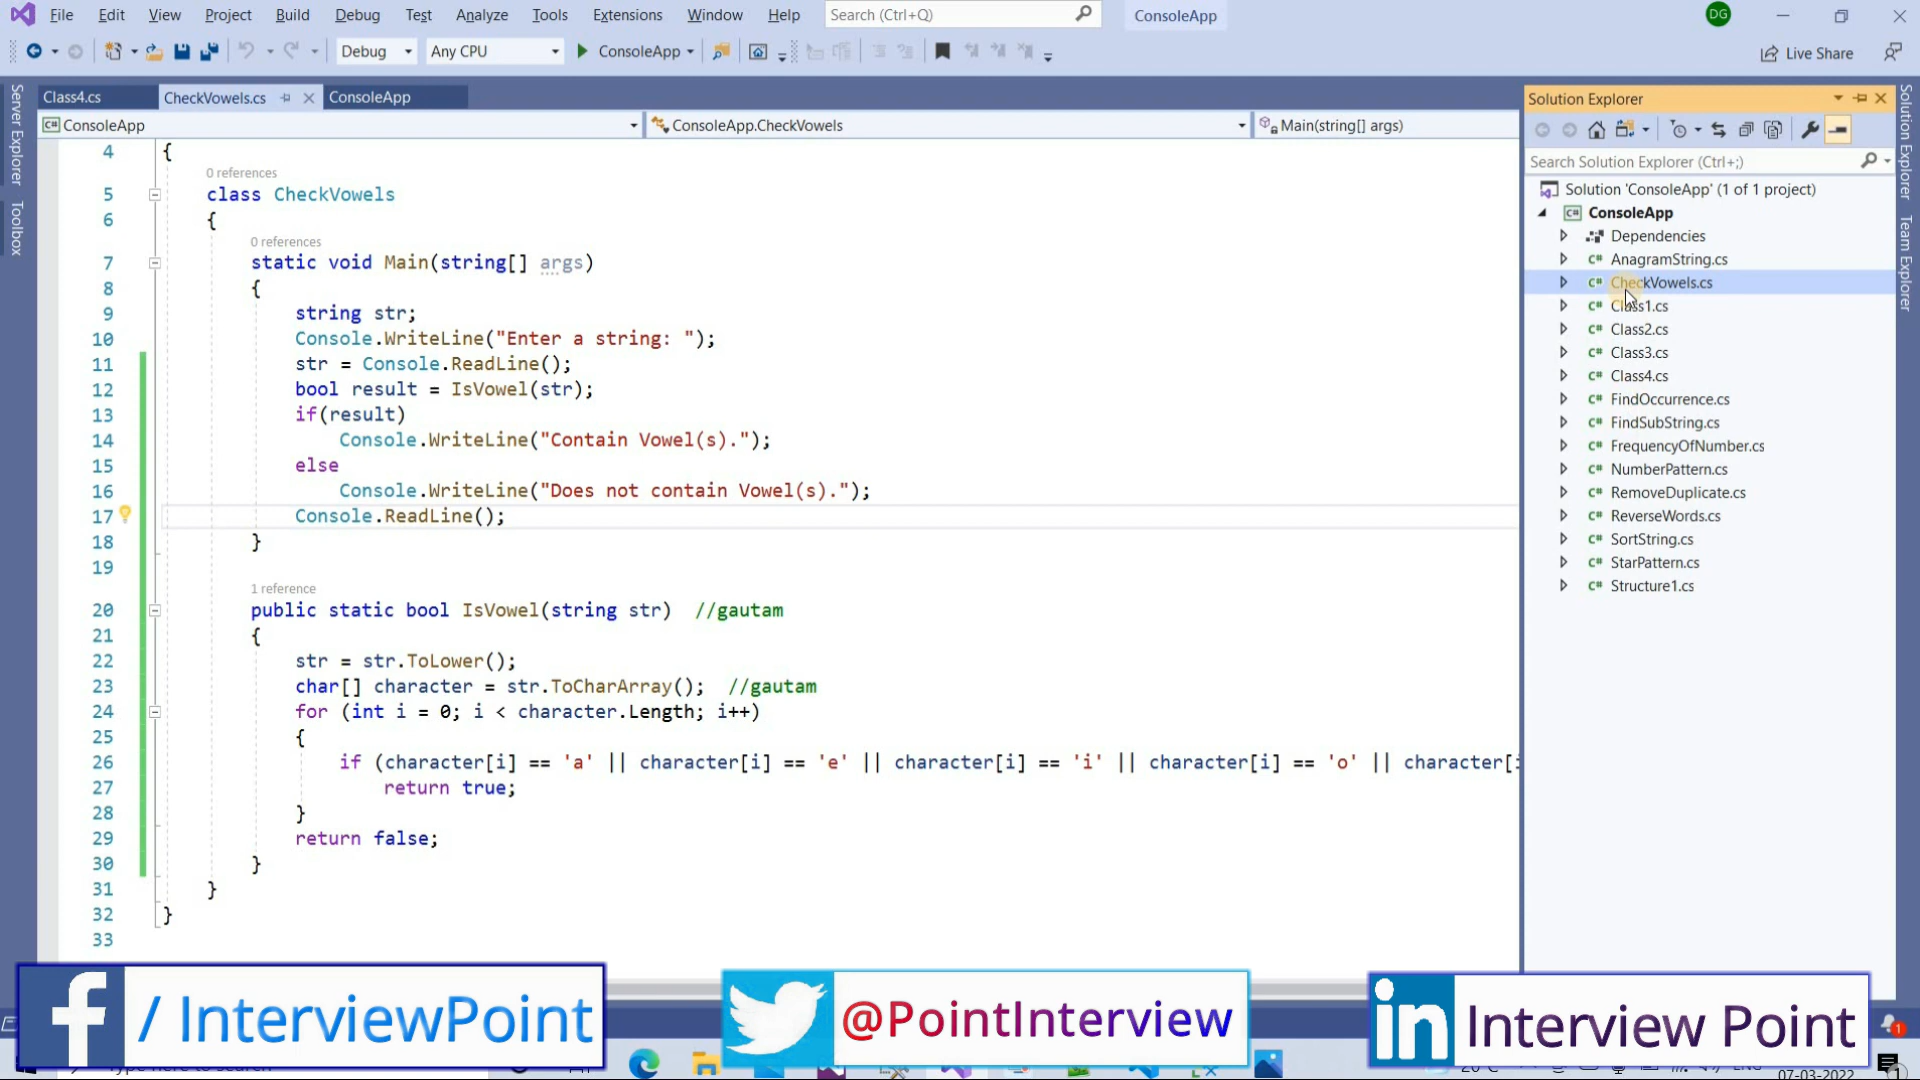 File Edit View Project Build Debug Test Analyze Tools Extensions Window Help Search (Ctrl+Q) ConsoleApp DG
Debug Any CPU ConsoleApp Live Share
Class4.cs CheckVowels.cs ConsoleApp
ConsoleApp ConsoleApp.CheckVowels Main(string[] args)
4 {
0 references
5 class CheckVowels
6 {
0 references
7 static void Main(string[] args)
8 {
9 string str;
10 Console.WriteLine("Enter a string: ");
11 str = Console.ReadLine();
12 bool result = IsVowel(str);
13 if(result)
14 Console.WriteLine("Contain Vowel(s).");
15 else
16 Console.WriteLine("Does not contain Vowel(s).");
17 Console.ReadLine();
18 }
19
1 reference
20 public static bool IsVowel(string str) //gautam
21 {
22 str = str.ToLower();
23 char[] character = str.ToCharArray(); //gautam
24 for (int i = 0; i < character.Length; i++)
25 {
26 if (character[i] == 'a' || character[i] == 'e' || character[i] == 'i' || character[i] == 'o' || character[i
27 return true;
28 }
29 return false;
30 }
31 }
32 }
33
Server Explorer
Toolbox
Solution Explorer
Search Solution Explorer (Ctrl+;)
Solution 'ConsoleApp' (1 of 1 project)
ConsoleApp
Dependencies
AnagramString.cs
CheckVowels.cs
Class1.cs
Class2.cs
Class3.cs
Class4.cs
FindOccurrence.cs
FindSubString.cs
FrequencyOfNumber.cs
NumberPattern.cs
RemoveDuplicate.cs
ReverseWords.cs
SortString.cs
StarPattern.cs
Structure1.cs
Solution Explorer
Team Explorer
f / InterviewPoint
@PointInterview
in Interview Point
1
07-03-2022
1